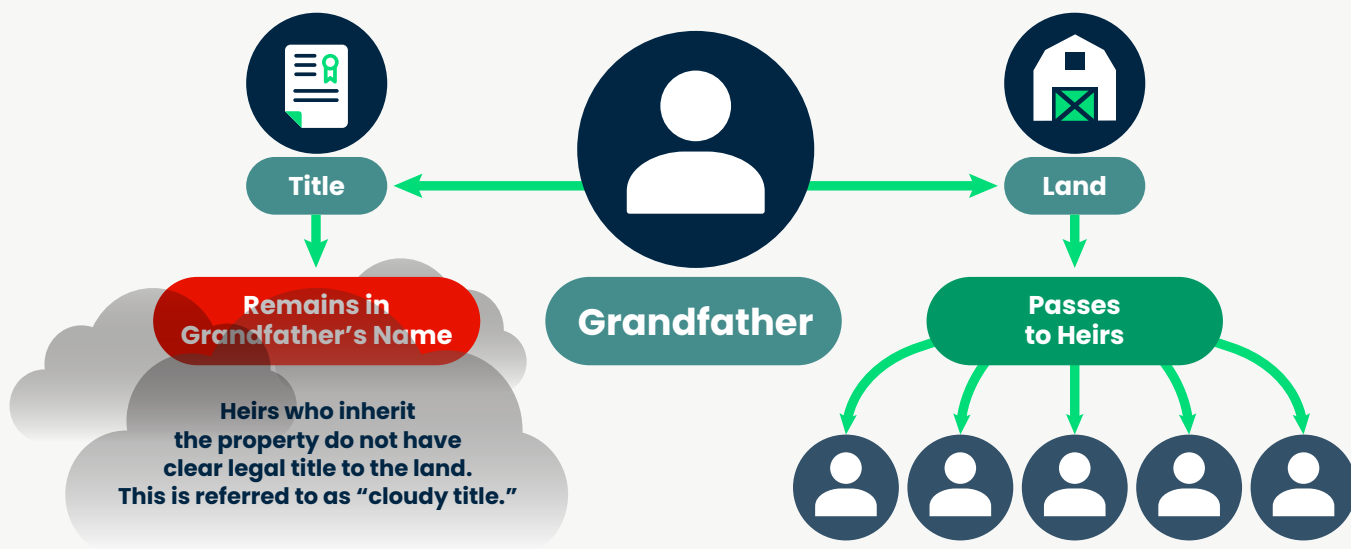 Title
Land
Remains in
Grandfather’s Name
Grandfather
Passes
to Heirs
Heirs who inherit
the property do not have
clear legal title to the land.
This is referred to as “cloudy title.”